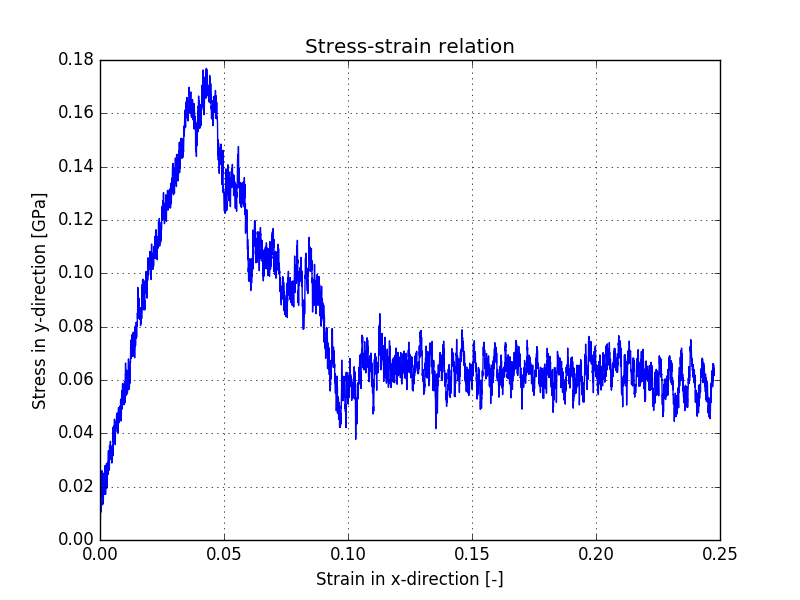 Stress-strain relation
Stress in y-direction [GPa]
0.18
0.16
0.14
0.12
0.10
0.08
0.06
0.04
0.02
0.00
0.00 0.05 0.10 0.15 0.20 0.25
Strain in x-direction [-]